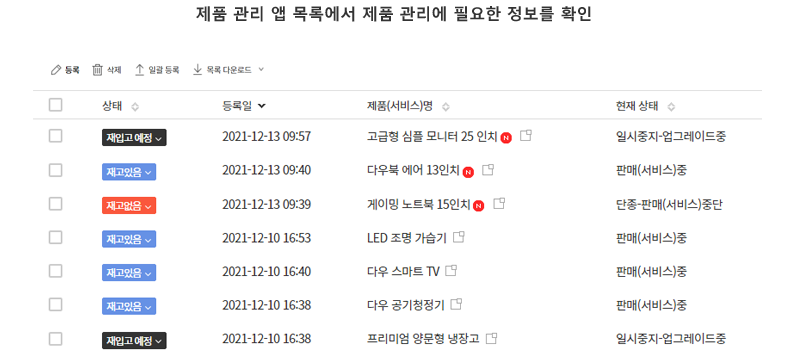 제품 관리 앱 목록에서 제품 관리에 필요한 정보를 확인
등록 삭제 일괄 등록 목록 다운로드
상태 등록일 제품(서비스)명 현재 상태
재입고 예정 2021-12-13 09:57 고급형 심플 모니터 25 인치 N 일시중지-업그레이드중
재고있음 2021-12-13 09:40 다우북 에어 13인치 N 판매(서비스)중
재고없음 2021-12-13 09:39 게이밍 노트북 15인치 N 단종-판매(서비스)중단
재고있음 2021-12-10 16:53 LED 조명 가습기 판매(서비스)중
재고있음 2021-12-10 16:40 다우 스마트 TV 판매(서비스)중
재고있음 2021-12-10 16:38 다우 공기청정기 판매(서비스)중
재입고 예정 2021-12-10 16:38 프리미엄 양문형 냉장고 일시중지-업그레이드중